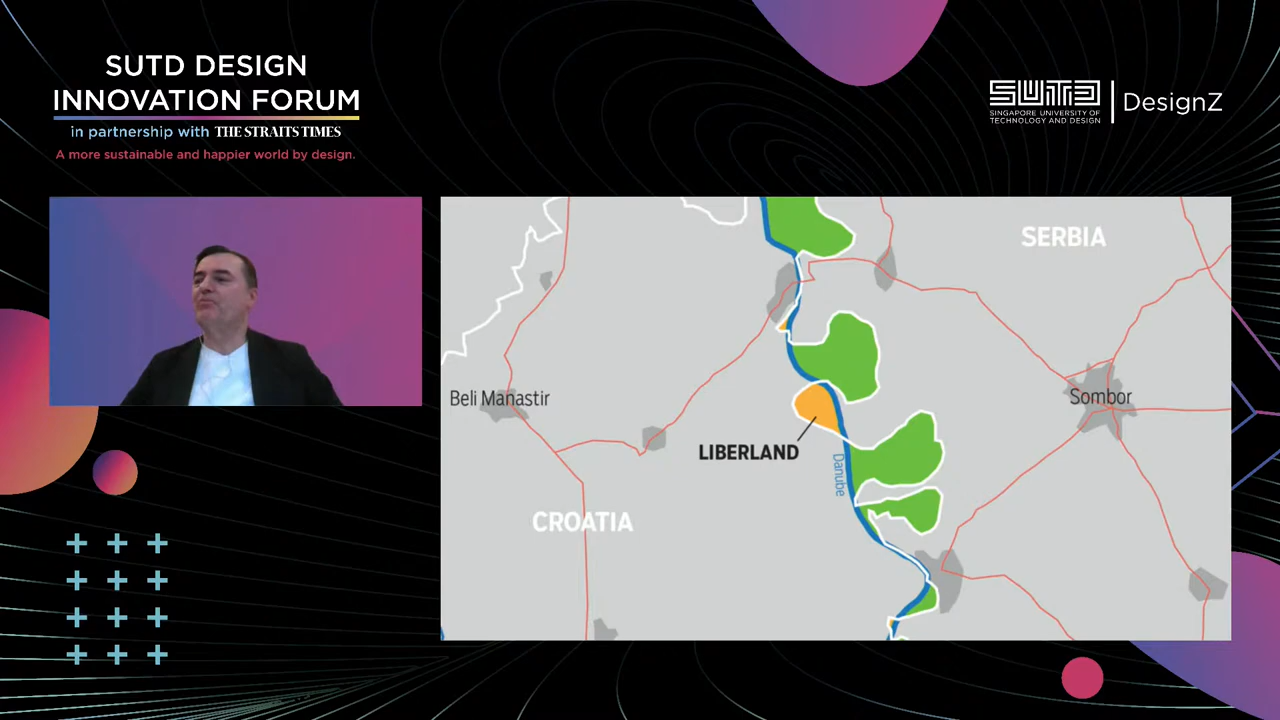 SUTD DESIGN
INNOVATION FORUM
in partnership with THE STRAITS TIMES
A more sustainable and happier world by design.
SUTD
SINGAPORE UNIVERSITY OF
TECHNOLOGY AND DESIGN
DesignZ
SERBIA
Beli Manastir
Sombor
LIBERLAND
Danube
CROATIA